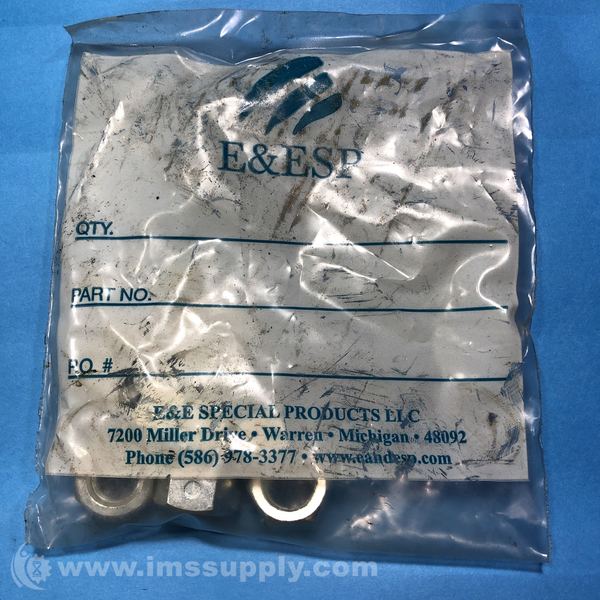 E&ESP
QTY.
PART NO.
P.O. #
E&E SPECIAL PRODUCTS LLC
7200 Miller Drive • Warren • Michigan • 48092
Phone (586) 978-3377 • www.eandesp.com
www.imssupply.com